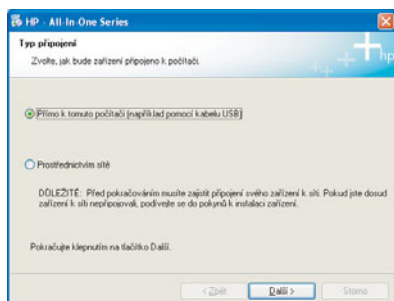 HP - All-In-One Series
Typ připojení
Zvolte, jak bude zařízení připojeno k počítači.
hp
Přímo k tomuto počítači (například pomocí kabelu USB)
Prostřednictvím sítě
DŮLEŽITÉ: Před pokračováním musíte zajistit připojení svého zařízení k síti. Pokud jste dosud
zařízení k síti nepřipojovali, podívejte se do pokynů k instalaci zařízení.
Pokračujte klepnutím na tlačítko Další.
< Zpět
Další >
Storno